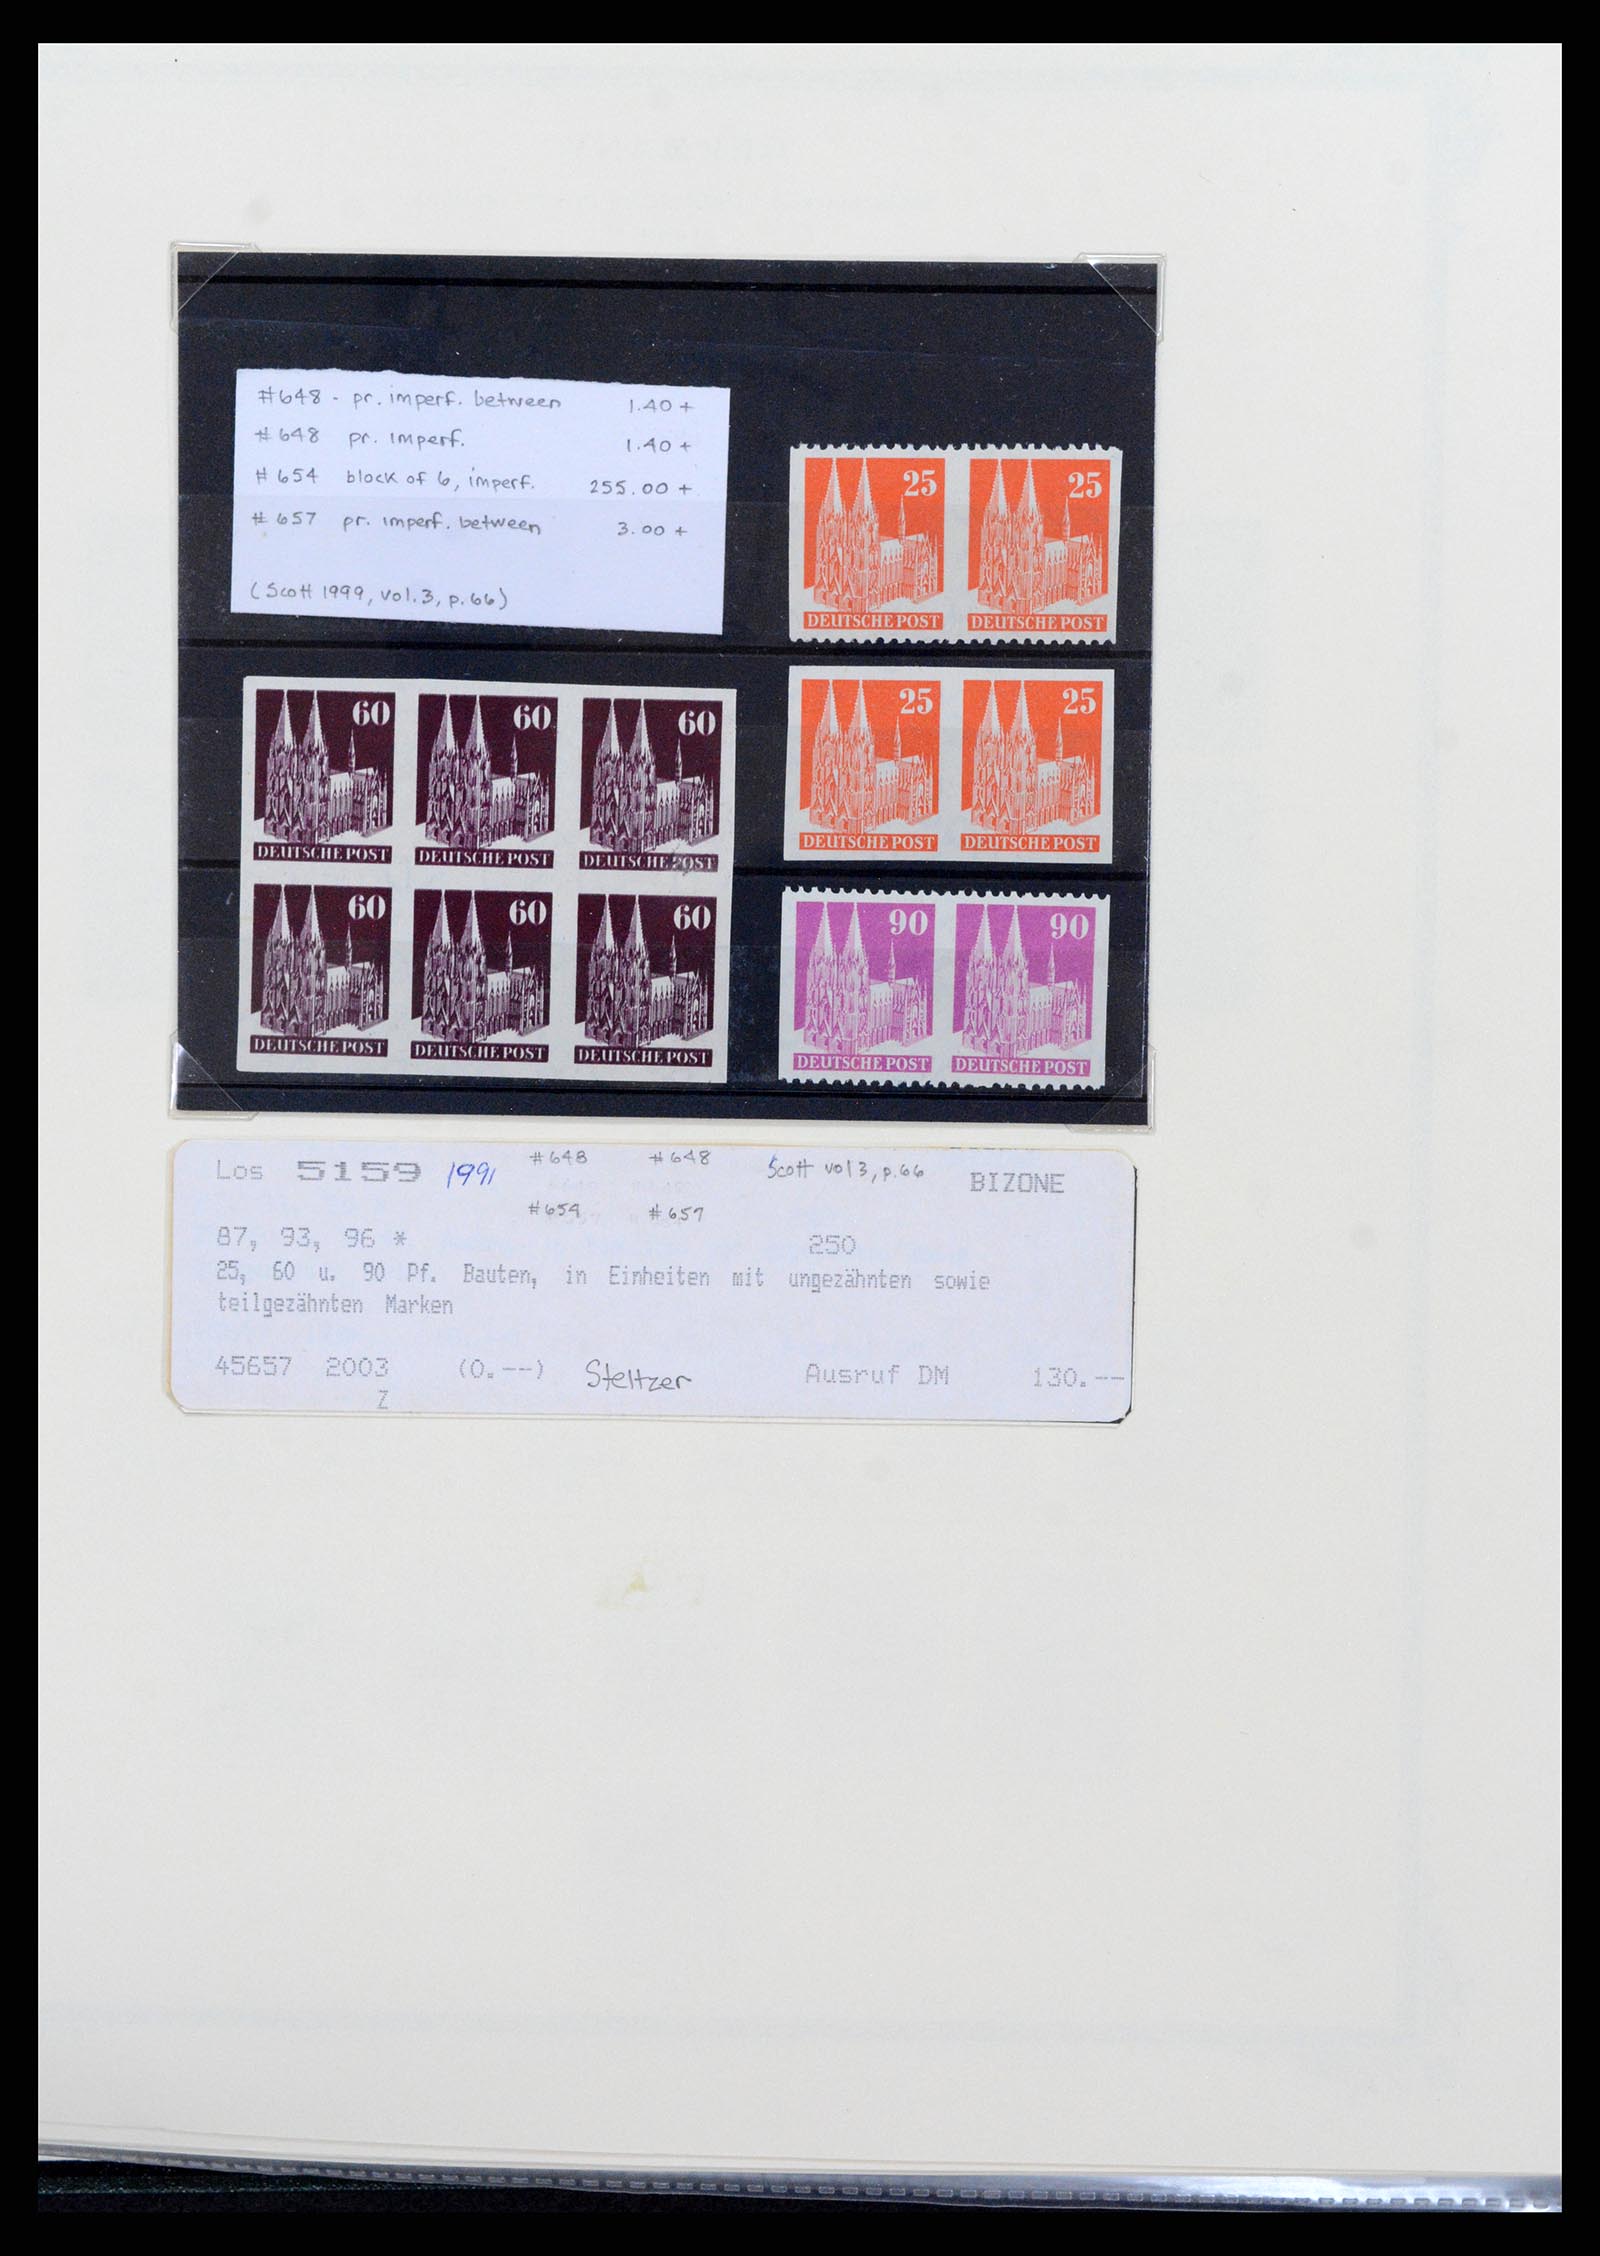 #648 - pr. imperf. between 1.40 +
#648 pr. imperf. 1.40 +
#654 block of 6, imperf. 255.00 +
#657 pr. imperf. between 3.00 +
(Scott 1999, vol. 3, p. 66)
25 25
DEUTSCHE POST DEUTSCHE POST
25 25
DEUTSCHE POST DEUTSCHE POST
60 60 60
DEUTSCHE POST DEUTSCHE POST DEUTSCHE POST
60 60 60
DEUTSCHE POST DEUTSCHE POST DEUTSCHE POST
90 90
DEUTSCHE POST DEUTSCHE POST
Los 5159 1991 #648 #648 Scott vol 3, p. 66 BIZONE
#654 #657
87, 93, 96 * 250
25, 60 u. 90 Pf. Bauten, in Einheiten mit ungezähnten sowie
teilgezähnten Marken
45657 2003 (0.--) Steltzer Ausruf DM 130.--
Z